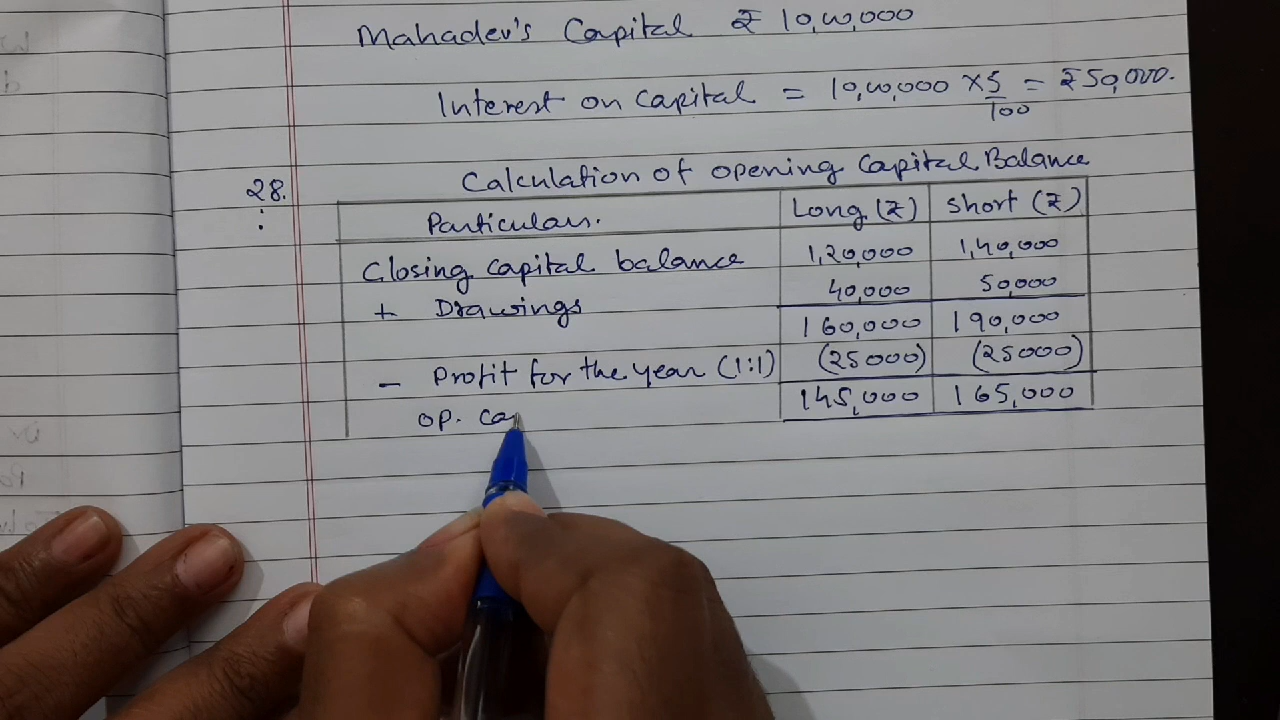 Mahadev's Capital ₹ 10,00,000
Interest on capital = 10,00,000 × 5/100 = ₹50,000.
28. Calculation of opening Capital Balance
Particulars. Long (₹) Short (₹)
Closing capital balance 1,20,000 1,40,000
+ Drawings 40,000 50,000
160,000 190,000
- Profit for the year (1:1) (25000) (25000)
145,000 165,000
op. ca